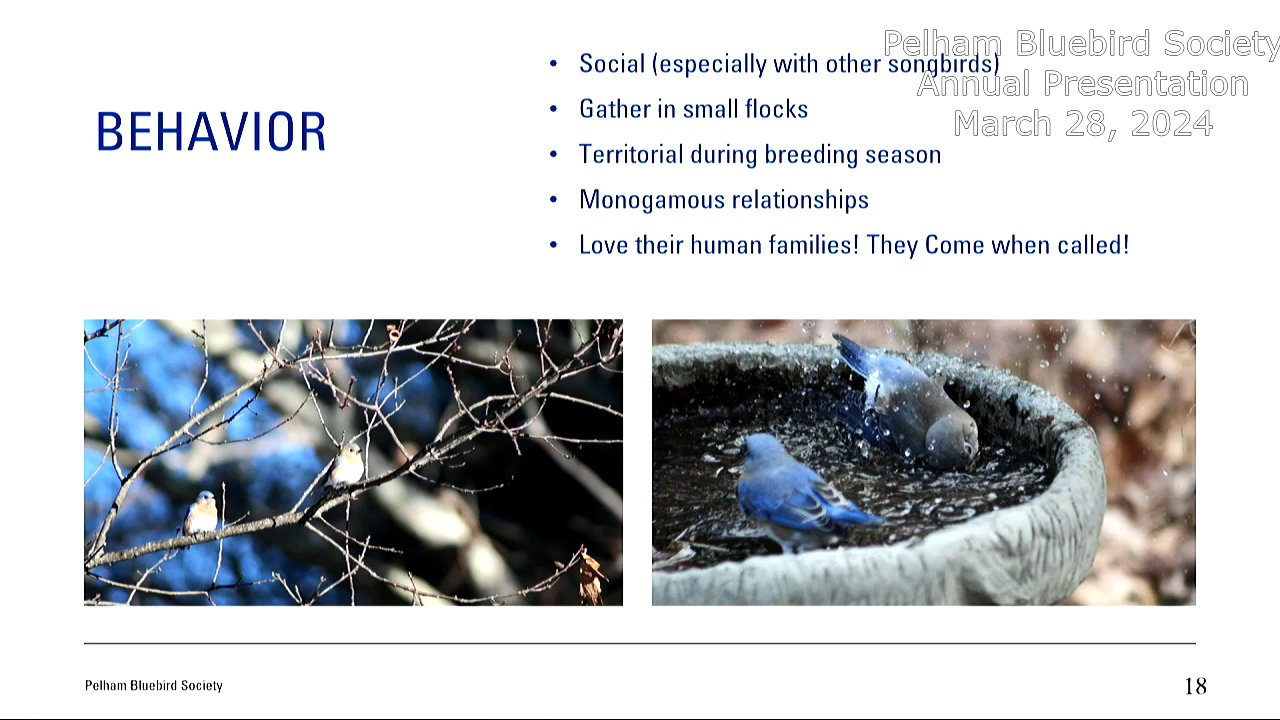 Pelham Bluebird Society
Annual Presentation
March 28, 2024
BEHAVIOR
• Social (especially with other songbirds)
• Gather in small flocks
• Territorial during breeding season
• Monogamous relationships
• Love their human families! They Come when called!
Pelham Bluebird Society
18